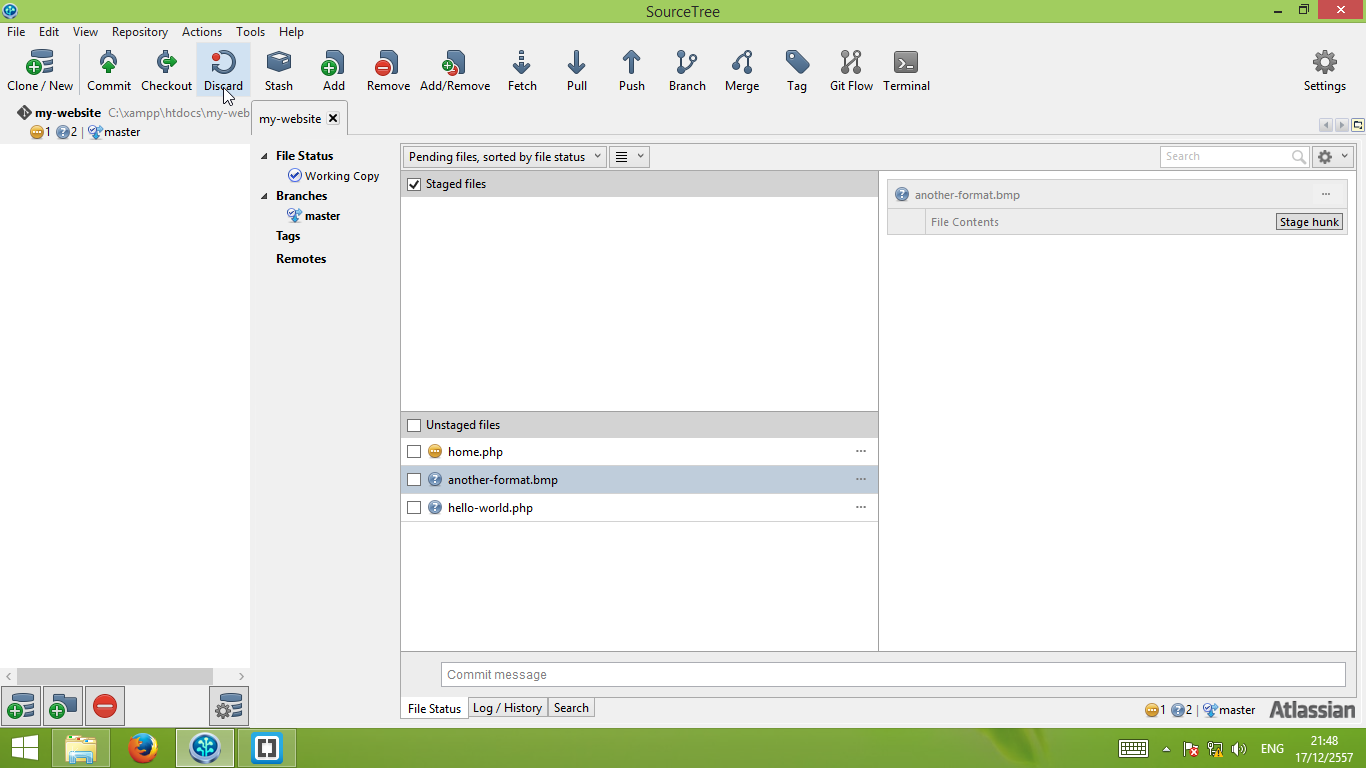 SourceTree
File Edit View Repository Actions Tools Help
Clone / New Commit Checkout Discard Stash Add Remove Add/Remove Fetch Pull Push Branch Merge Tag Git Flow Terminal Settings
my-website C:\xampp\htdocs\my-web
1 2 | master
my-website
File Status
Working Copy
Branches
master
Tags
Remotes
Pending files, sorted by file status
Search
Staged files
Unstaged files
home.php
another-format.bmp
hello-world.php
another-format.bmp
File Contents Stage hunk
Commit message
File Status Log / History Search
1 2 | master Atlassian
ENG
21:48
17/12/2557